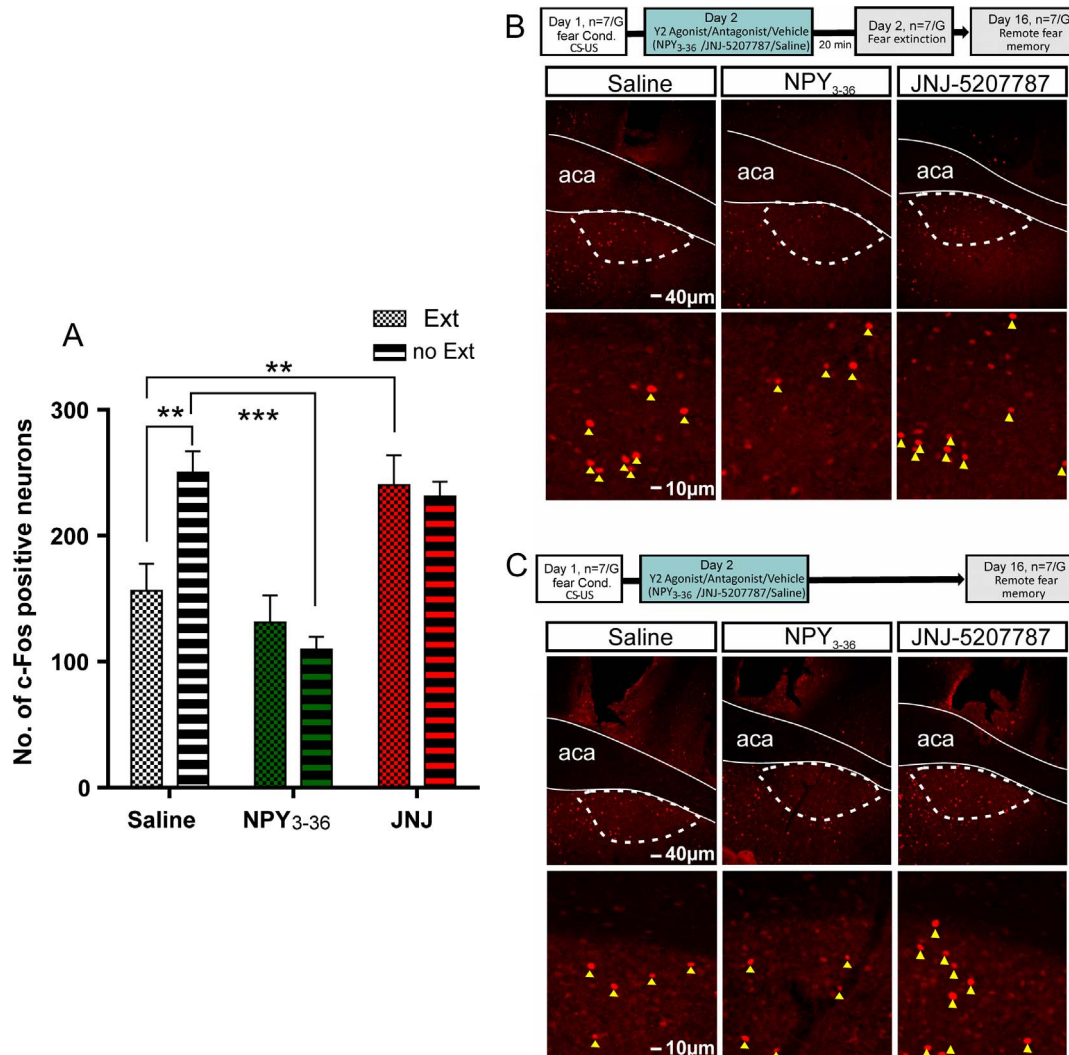 A
Ext
no Ext
**
**
***
No. of c-Fos positive neurons
300
200
100
0
Saline
NPY3-36
JNJ
B
Day 1, n=7/G
fear Cond.
CS-US
Day 2
Y2 Agonist/Antagonist/Vehicle
(NPY3-36 /JNJ-5207787/Saline)
20 min
Day 2, n=7/G
Fear extinction
Day 16, n=7/G
Remote fear
memory
Saline
NPY3-36
JNJ-5207787
aca
aca
aca
40µm
10µm
C
Day 1, n=7/G
fear Cond.
CS-US
Day 2
Y2 Agonist/Antagonist/Vehicle
(NPY3-36 /JNJ-5207787/Saline)
Day 16, n=7/G
Remote fear
memory
Saline
NPY3-36
JNJ-5207787
aca
aca
aca
40µm
10µm